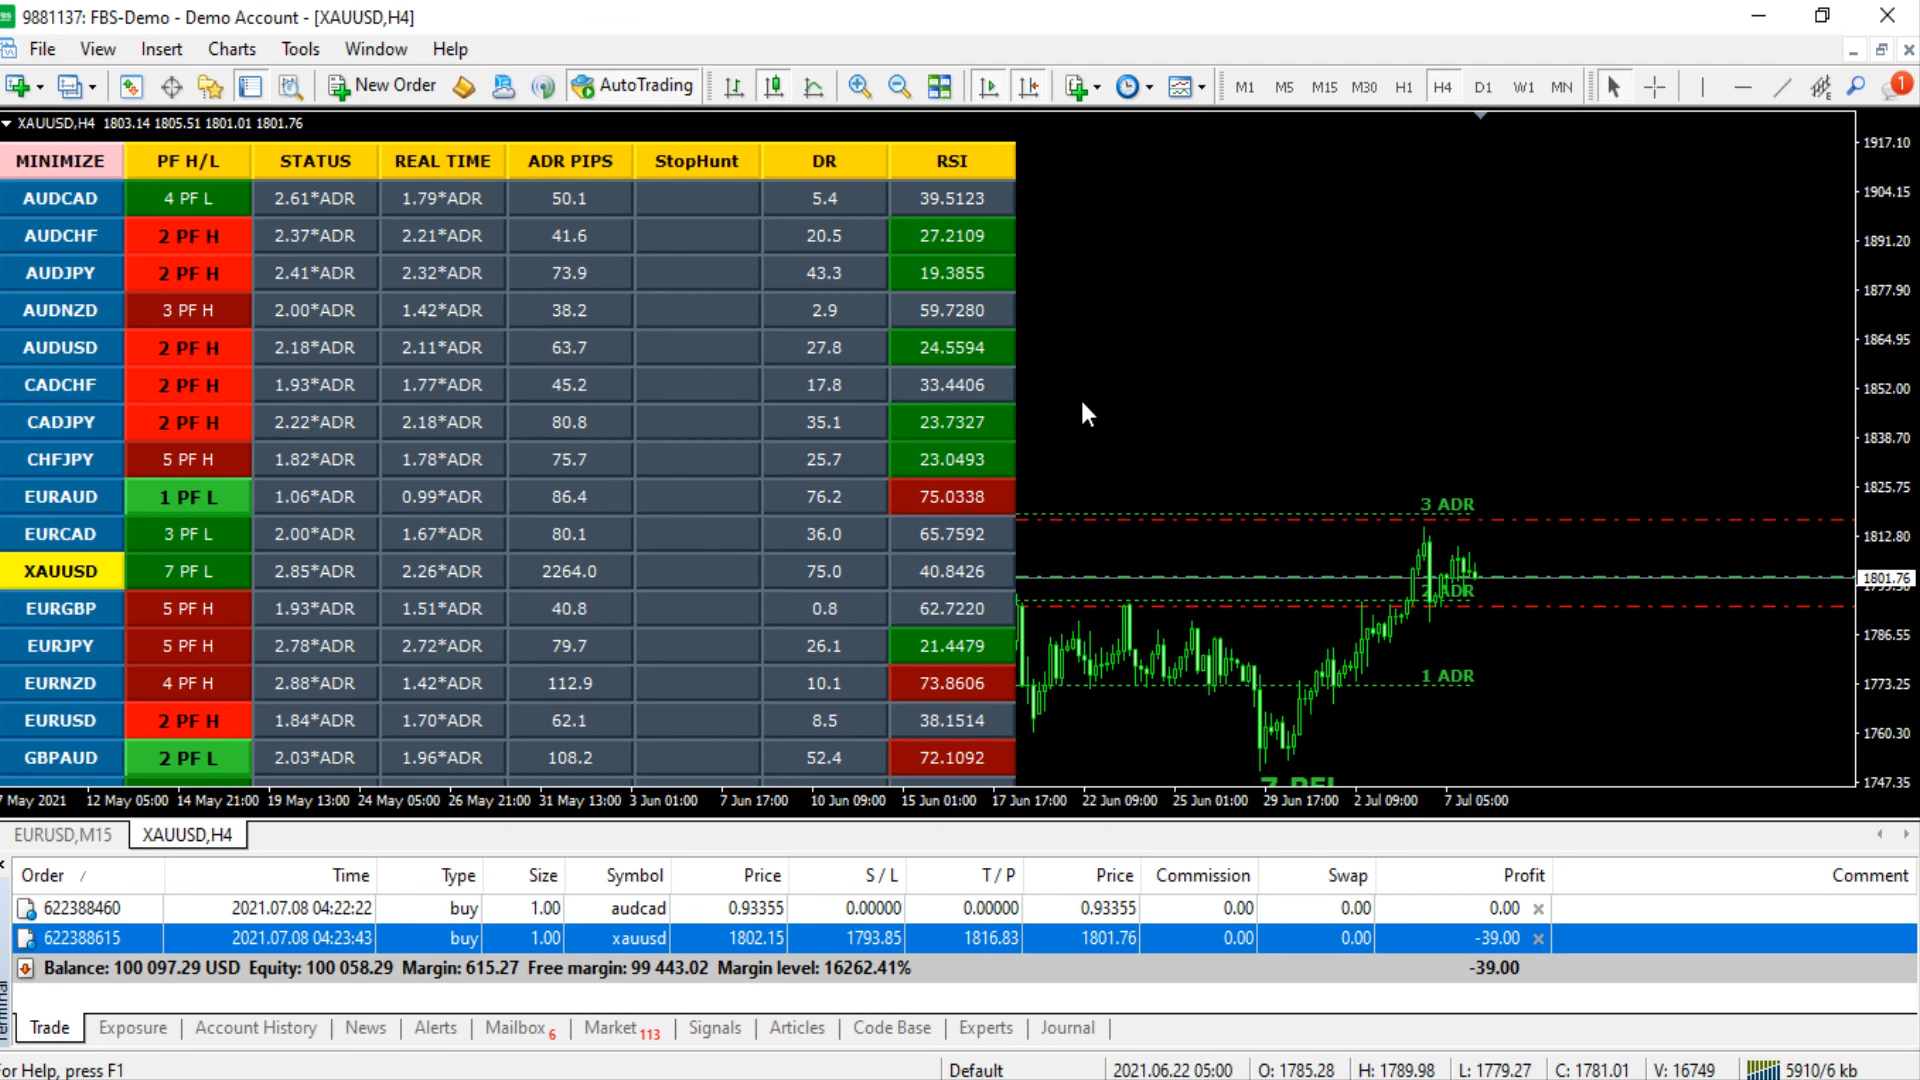 9881137: FBS-Demo - Demo Account - [XAUUSD,H4]
File View Insert Charts Tools Window Help
New Order AutoTrading M1 M5 M15 M30 H1 H4 D1 W1 MN 1
XAUUSD,H4 1803.14 1805.51 1801.01 1801.76
MINIMIZE PF H/L STATUS REAL TIME ADR PIPS StopHunt DR RSI
AUDCAD 4 PF L 2.61*ADR 1.79*ADR 50.1 5.4 39.5123
AUDCHF 2 PF H 2.37*ADR 2.21*ADR 41.6 20.5 27.2109
AUDJPY 2 PF H 2.41*ADR 2.32*ADR 73.9 43.3 19.3855
AUDNZD 3 PF H 2.00*ADR 1.42*ADR 38.2 2.9 59.7280
AUDUSD 2 PF H 2.18*ADR 2.11*ADR 63.7 27.8 24.5594
CADCHF 2 PF H 1.93*ADR 1.77*ADR 45.2 17.8 33.4406
CADJPY 2 PF H 2.22*ADR 2.18*ADR 80.8 35.1 23.7327
CHFJPY 5 PF H 1.82*ADR 1.78*ADR 75.7 25.7 23.0493
EURAUD 1 PF L 1.06*ADR 0.99*ADR 86.4 76.2 75.0338
EURCAD 3 PF L 2.00*ADR 1.67*ADR 80.1 36.0 65.7592
XAUUSD 7 PF L 2.85*ADR 2.26*ADR 2264.0 75.0 40.8426
EURGBP 5 PF H 1.93*ADR 1.51*ADR 40.8 0.8 62.7220
EURJPY 5 PF H 2.78*ADR 2.72*ADR 79.7 26.1 21.4479
EURNZD 4 PF H 2.88*ADR 1.42*ADR 112.9 10.1 73.8606
EURUSD 2 PF H 1.84*ADR 1.70*ADR 62.1 8.5 38.1514
GBPAUD 2 PF L 2.03*ADR 1.96*ADR 108.2 52.4 72.1092
3 ADR
2 ADR
1 ADR
1917.10
1904.15
1891.20
1877.90
1864.95
1852.00
1838.70
1825.75
1812.80
1801.76
1786.55
1773.25
1760.30
1747.35
7 May 2021 12 May 05:00 14 May 21:00 19 May 13:00 24 May 05:00 26 May 21:00 31 May 13:00 3 Jun 01:00 7 Jun 17:00 10 Jun 09:00 15 Jun 01:00 17 Jun 17:00 22 Jun 09:00 25 Jun 01:00 29 Jun 17:00 2 Jul 09:00 7 Jul 05:00
EURUSD,M15 XAUUSD,H4
Order / Time Type Size Symbol Price S / L T / P Price Commission Swap Profit Comment
622388460 2021.07.08 04:22:22 buy 1.00 audcad 0.93355 0.00000 0.00000 0.93355 0.00 0.00 0.00
622388615 2021.07.08 04:23:43 buy 1.00 xauusd 1802.15 1793.85 1816.83 1801.76 0.00 0.00 -39.00
Balance: 100 097.29 USD Equity: 100 058.29 Margin: 615.27 Free margin: 99 443.02 Margin level: 16262.41% -39.00
Trade Exposure Account History News Alerts Mailbox 6 Market 113 Signals Articles Code Base Experts Journal
For Help, press F1 Default 2021.06.22 05:00 O: 1785.28 H: 1789.98 L: 1779.27 C: 1781.01 V: 16749 5910/6 kb